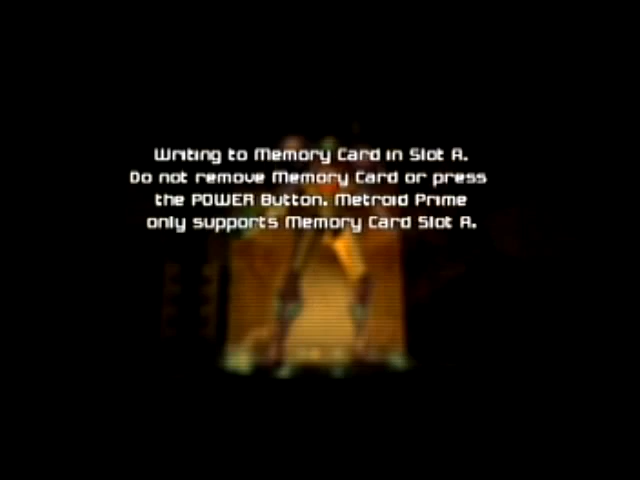 Writing to Memory Card in Slot A.
Do not remove Memory Card or press
the POWER Button. Metroid Prime
only supports Memory Card Slot A.